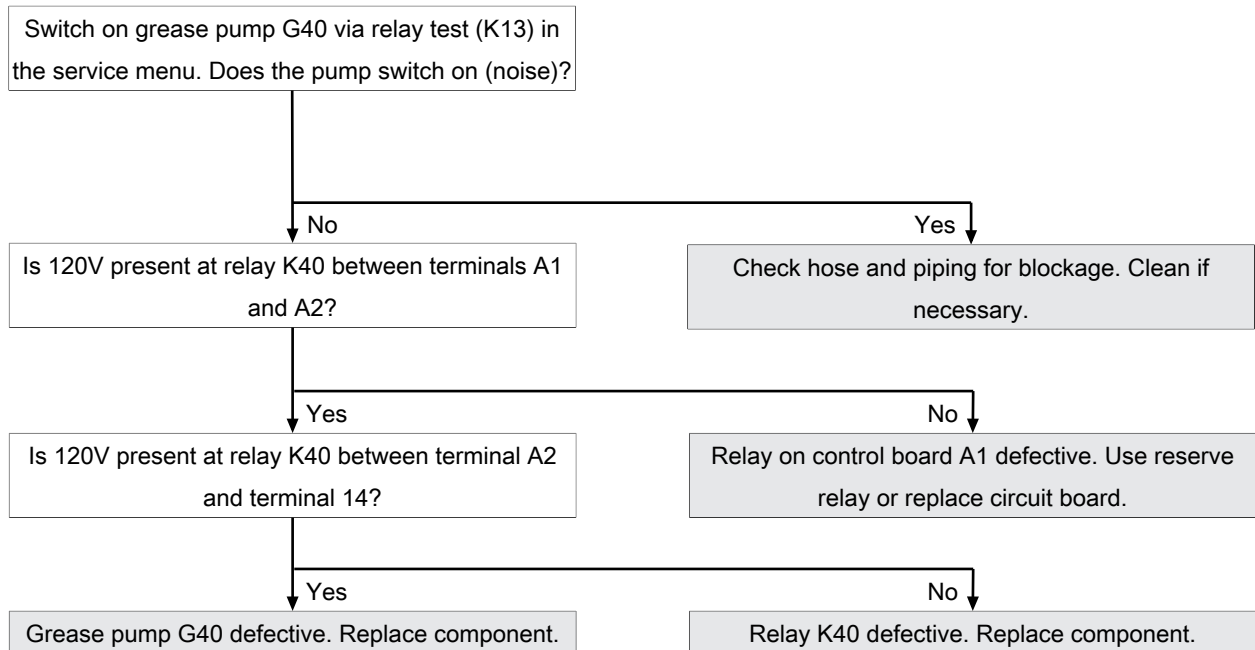 Switch on grease pump G40 via relay test (K13) in
the service menu. Does the pump switch on (noise)?
No
Yes
Is 120V present at relay K40 between terminals A1
and A2?
Check hose and piping for blockage. Clean if
necessary.
Yes
No
Is 120V present at relay K40 between terminal A2
and terminal 14?
Relay on control board A1 defective. Use reserve
relay or replace circuit board.
Yes
No
Grease pump G40 defective. Replace component.
Relay K40 defective. Replace component.